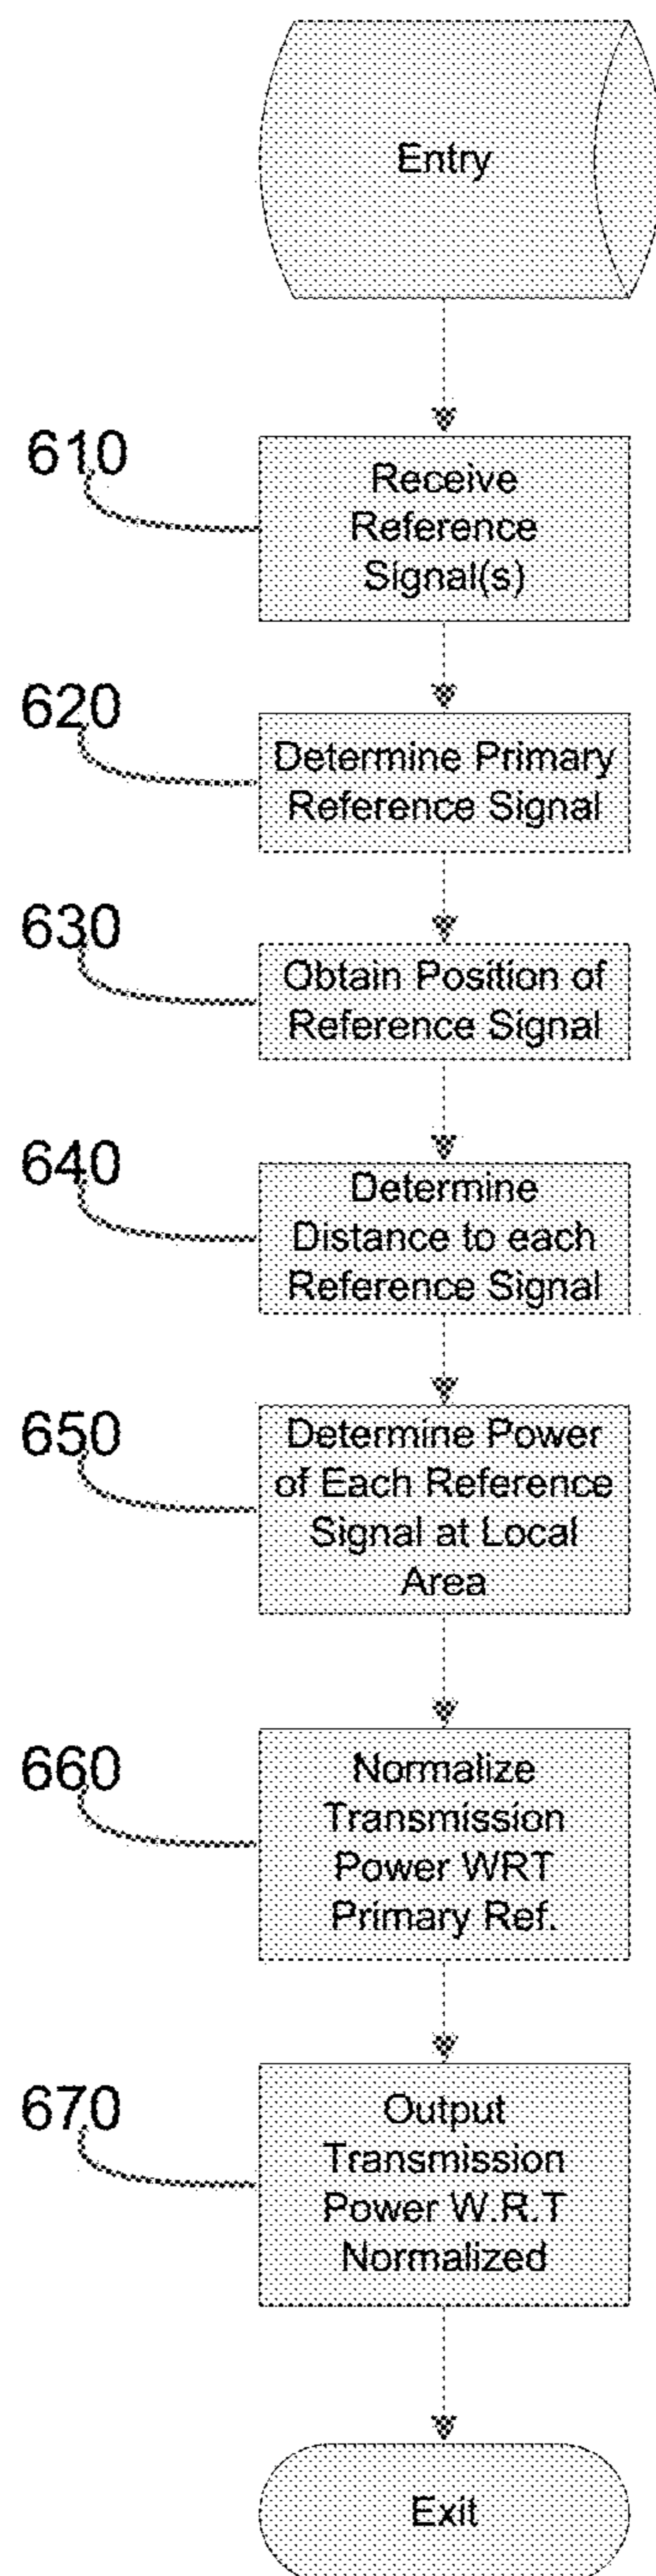 Entry
610
Receive
Reference
Signal(s)
620
Determine Primary
Reference Signal
630
Obtain Position of
Reference Signal
640
Determine
Distance to each
Reference Signal
650
Determine Power
of Each Reference
Signal at Local
Area
660
Normalize
Transmission
Power WRT
Primary Ref.
670
Output
Transmission
Power W.R.T
Normalized
Exit